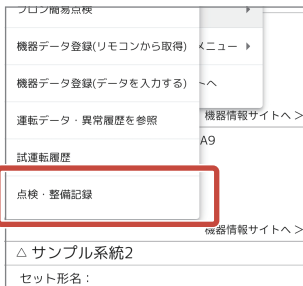 フロン簡易点検
機器データ登録(リモコンから取得)
メニュー
機器データ登録(データを入力する)
へ
運転データ・異常履歴を参照
機器情報サイトへ >
A9
試運転履歴
点検・整備記録
機器情報サイトへ >
△ サンプル系統2
セット形名：